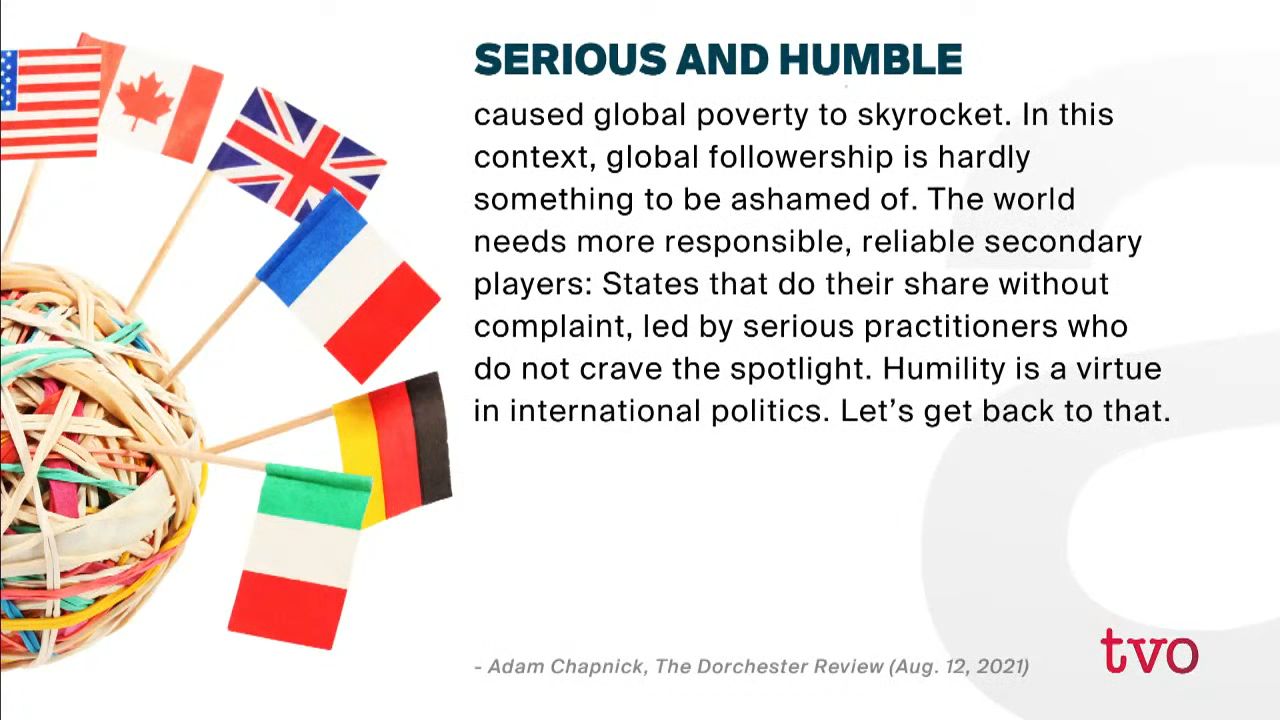 SERIOUS AND HUMBLE
caused global poverty to skyrocket. In this
context, global followership is hardly
something to be ashamed of. The world
needs more responsible, reliable secondary
players: States that do their share without
complaint, led by serious practitioners who
do not crave the spotlight. Humility is a virtue
in international politics. Let’s get back to that.
- Adam Chapnick, The Dorchester Review (Aug. 12, 2021)
tvo